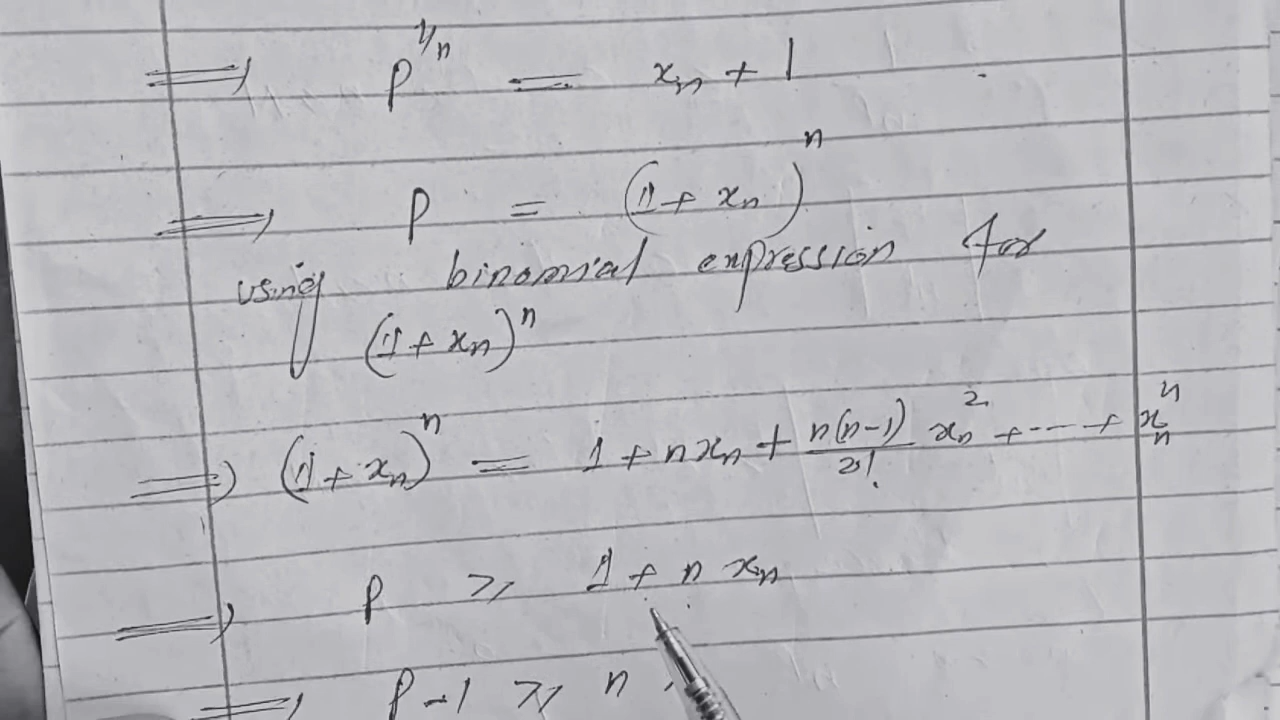 ⟹ p^{1/n} = x_n + 1
⟹ p = (1 + x_n)^n
using binomial expression for
(1 + x_n)^n
⟹ (1 + x_n)^n = 1 + nx_n + \frac{n(n-1)}{2!} x_n^2 + --- + x_n^n
⟹ p ≥ 1 + n x_n
⟹ p - 1 ≥ n